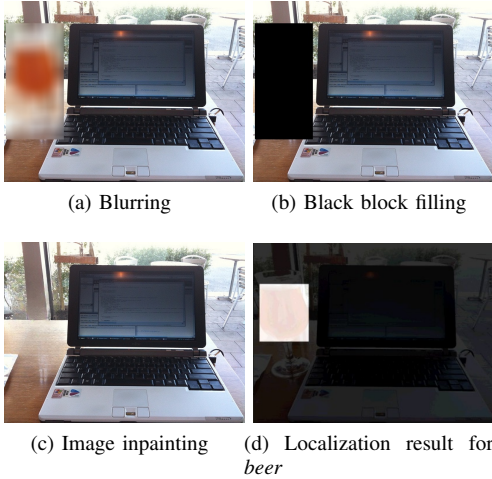 (a) Blurring
(b) Black block filling
(c) Image inpainting
(d) Localization result for
beer